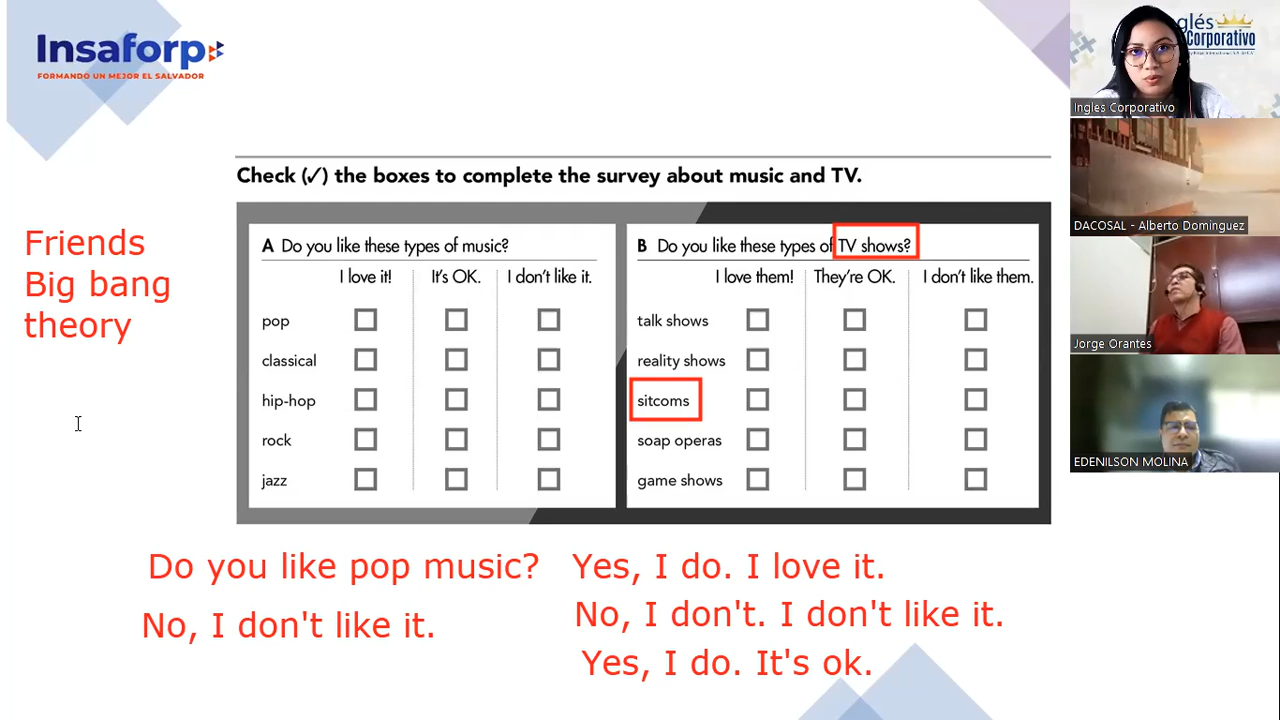 Insaforp
FORMANDO UN MEJOR EL SALVADOR
Check (✓) the boxes to complete the survey about music and TV.
Friends
Big bang
theory
A Do you like these types of music?
I love it! It's OK. I don't like it.
pop
classical
hip-hop
rock
jazz
B Do you like these types of TV shows?
I love them! They're OK. I don't like them.
talk shows
reality shows
sitcoms
soap operas
game shows
Do you like pop music? Yes, I do. I love it.
No, I don't like it. No, I don't. I don't like it.
Yes, I do. It's ok.
Corporativo
Ingles Corporativo
DACOSAL - Alberto Domínguez
Jorge Orantes
EDENILSON MOLINA